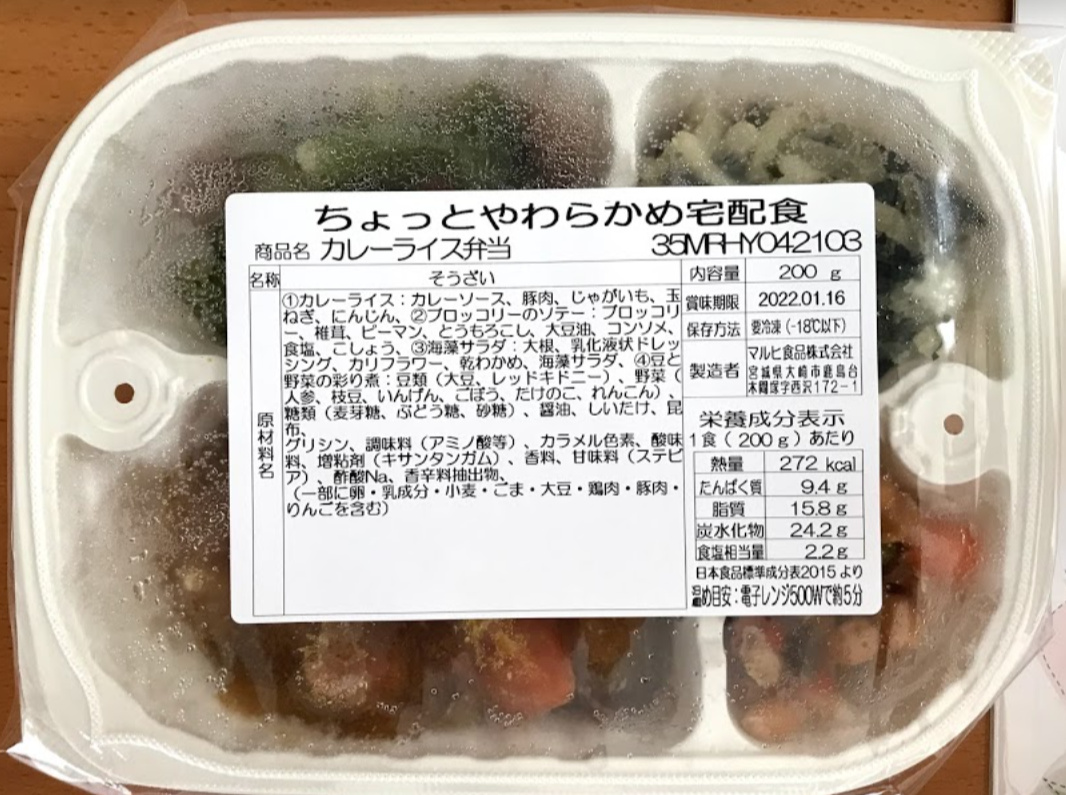 ちょっとやわらかめ宅配食
商品名 カレーライス弁当 35MRHY042103
名称 そうざい
原材料名
①カレーライス：カレーソース、豚肉、じゃがいも、玉
ねぎ、にんじん、②ブロッコリーのソテー：ブロッコリ
ー、椎茸、ピーマン、とうもろこし、大豆油、コンソメ、
食塩、こしょう、③海藻サラダ：大根、乳化液状ドレッ
シング、カリフラワー、乾わかめ、海藻サラダ、④豆と
野菜の彩り煮：豆類（大豆、レッドキドニー）、野菜（
人参、枝豆、いんげん、ごぼう、たけのこ、れんこん）、
糖類（麦芽糖、ぶどう糖、砂糖）、醤油、しいたけ、昆
布、
グリシン、調味料（アミノ酸等）、カラメル色素、酸味
料、増粘剤（キサンタンガム）、香料、甘味料（ステビ
ア）、酢酸Na、香辛料抽出物、
（一部に卵・乳成分・小麦・ごま・大豆・鶏肉・豚肉・
りんごを含む）
内容量 200 g
賞味期限 2022.01.16
保存方法 要冷凍（-18℃以下）
製造者 マルヒ食品株式会社
宮城県大崎市鹿島台
木間塚字西沢172-1
栄養成分表示
1食（200g）あたり
熱量 272 kcal
たんぱく質 9.4 g
脂質 15.8 g
炭水化物 24.2 g
食塩相当量 2.2 g
日本食品標準成分表2015 より
温め目安：電子レンジ500Wで約5分